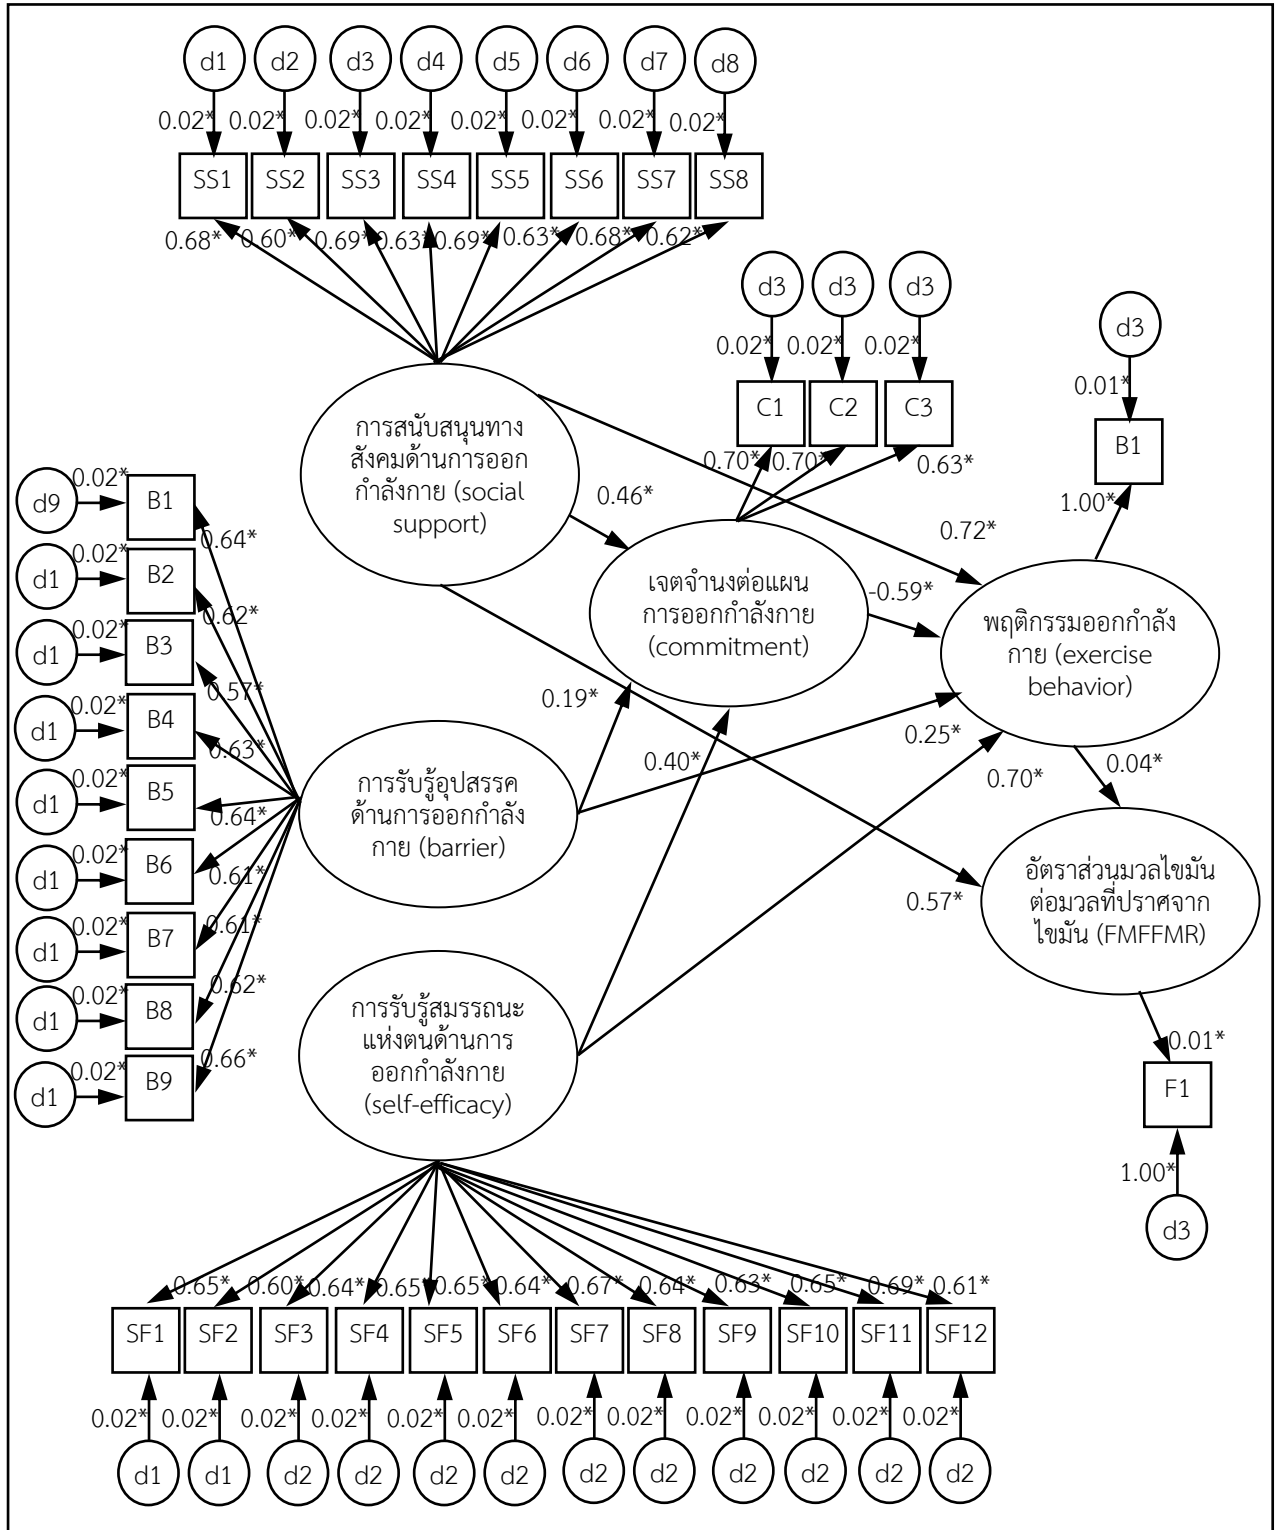 d1 d2 d3 d4 d5 d6 d7 d8
0.02* 0.02* 0.02* 0.02* 0.02* 0.02* 0.02* 0.02*
SS1 SS2 SS3 SS4 SS5 SS6 SS7 SS8
0.68* 0.60* 0.69* 0.63* 0.69* 0.63* 0.68* 0.62*
d3 d3 d3
0.02* 0.02* 0.02*
C1 C2 C3
0.70* 0.70* 0.63*
d3
0.01*
B1
1.00*
การสนับสนุนทาง
สังคมด้านการออก
กำลังกาย (social
support)
0.46*
0.72*
เจตจำนงต่อแผน
การออกกำลังกาย
(commitment)
-0.59*
พฤติกรรมออกกำลัง
กาย (exercise
behavior)
d9 0.02* B1 0.64*
d1 0.02* B2 0.62*
d1 0.02* B3 0.57*
d1 0.02* B4 0.63*
d1 0.02* B5 0.64*
d1 0.02* B6 0.61*
d1 0.02* B7 0.61*
d1 0.02* B8 0.62*
d1 0.02* B9 0.66*
0.19*
0.40*
0.25*
0.70*
0.04*
0.57*
การรับรู้อุปสรรค
ด้านการออกกำลัง
กาย (barrier)
อัตราส่วนมวลไขมัน
ต่อมวลที่ปราศจาก
ไขมัน (FMFFMR)
0.01*
F1
1.00*
d3
การรับรู้สมรรถนะ
แห่งตนด้านการ
ออกกำลังกาย
(self-efficacy)
0.65* 0.60* 0.64* 0.65* 0.65* 0.64* 0.67* 0.64* 0.63* 0.65* 0.69* 0.61*
SF1 SF2 SF3 SF4 SF5 SF6 SF7 SF8 SF9 SF10 SF11 SF12
0.02* 0.02* 0.02* 0.02* 0.02* 0.02* 0.02* 0.02* 0.02* 0.02* 0.02* 0.02*
d1 d1 d2 d2 d2 d2 d2 d2 d2 d2 d2 d2